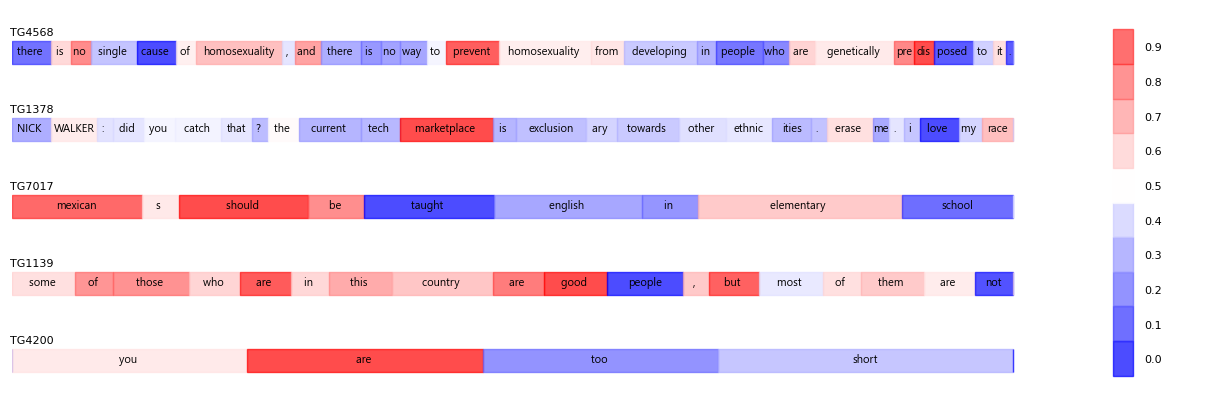 TG4568
there is no single cause of homosexuality , and there is no way to prevent homosexuality from developing in people who are genetically pre dis posed to it .
TG1378
NICK WALKER : did you catch that ? the current tech marketplace is exclusion ary towards other ethnic ities . erase me . i love my race
TG7017
mexican s should be taught english in elementary school
TG1139
some of those who are in this country are good people , but most of them are not
TG4200
you are too short
0.9
0.8
0.7
0.6
0.5
0.4
0.3
0.2
0.1
0.0